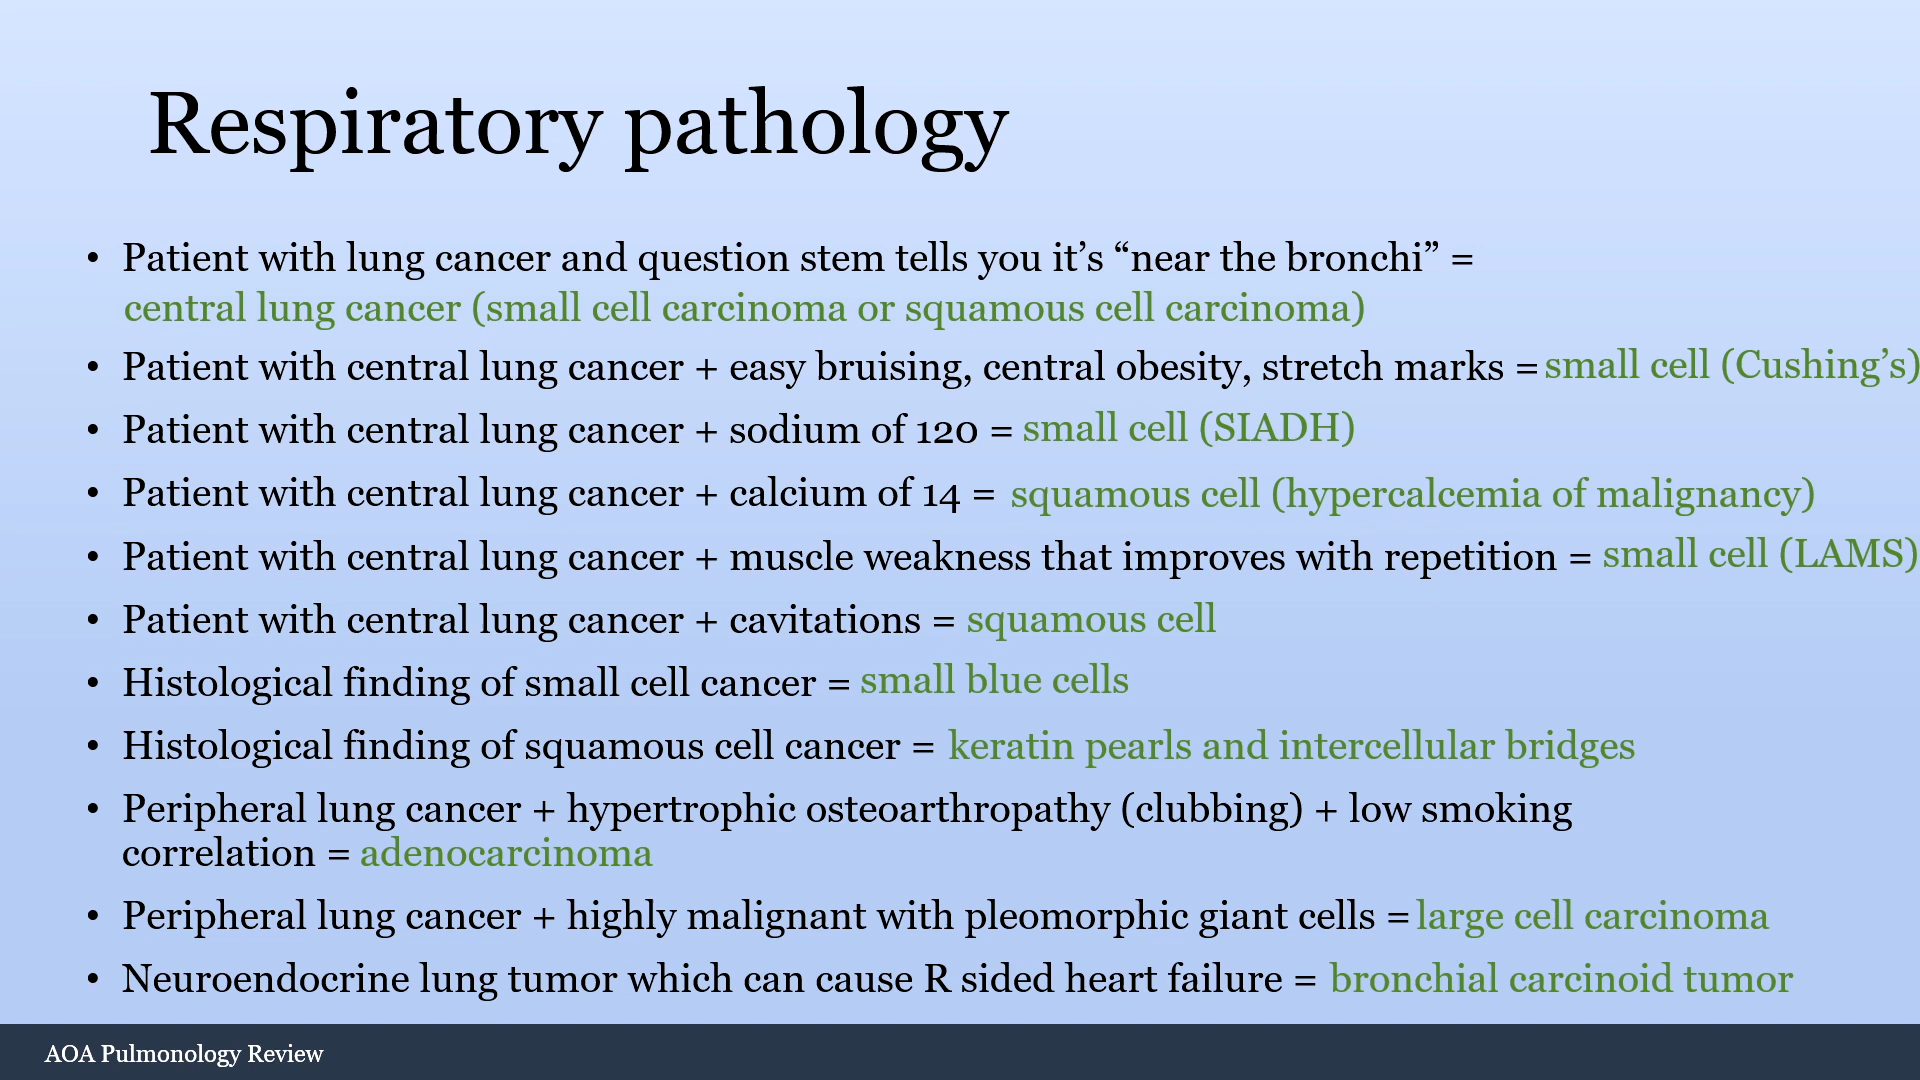 Respiratory pathology
• Patient with lung cancer and question stem tells you it’s “near the bronchi” =
central lung cancer (small cell carcinoma or squamous cell carcinoma)
• Patient with central lung cancer + easy bruising, central obesity, stretch marks = small cell (Cushing’s)
• Patient with central lung cancer + sodium of 120 = small cell (SIADH)
• Patient with central lung cancer + calcium of 14 = squamous cell (hypercalcemia of malignancy)
• Patient with central lung cancer + muscle weakness that improves with repetition = small cell (LAMS)
• Patient with central lung cancer + cavitations = squamous cell
• Histological finding of small cell cancer = small blue cells
• Histological finding of squamous cell cancer = keratin pearls and intercellular bridges
• Peripheral lung cancer + hypertrophic osteoarthropathy (clubbing) + low smoking
correlation = adenocarcinoma
• Peripheral lung cancer + highly malignant with pleomorphic giant cells = large cell carcinoma
• Neuroendocrine lung tumor which can cause R sided heart failure = bronchial carcinoid tumor
AOA Pulmonology Review